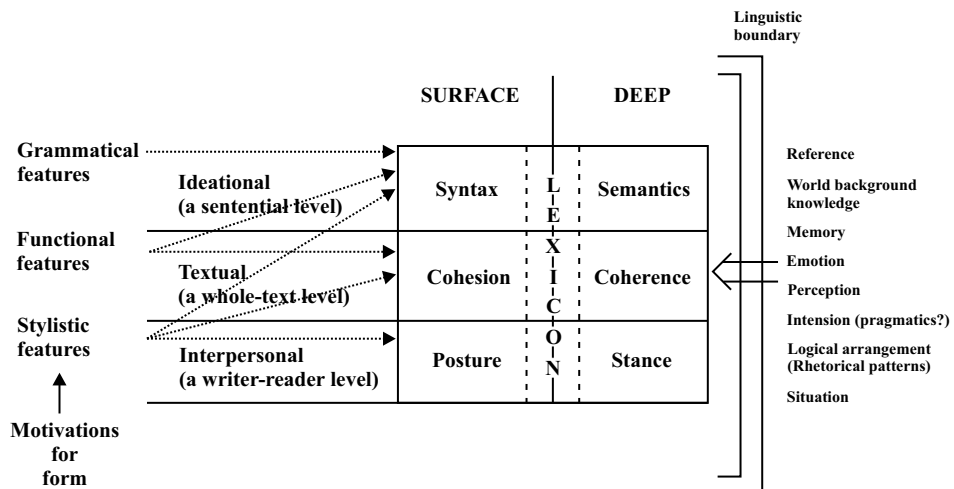 Linguistic
boundary
SURFACE
DEEP
Grammatical
features
Functional
features
Stylistic
features
Motivations
for
form
Ideational
(a sentential level)
Textual
(a whole-text level)
Interpersonal
(a writer-reader level)
Syntax
Semantics
Cohesion
Coherence
Posture
Stance
L
E
X
I
C
O
N
Reference
World background
knowledge
Memory
Emotion
Perception
Intension (pragmatics?)
Logical arrangement
(Rhetorical patterns)
Situation